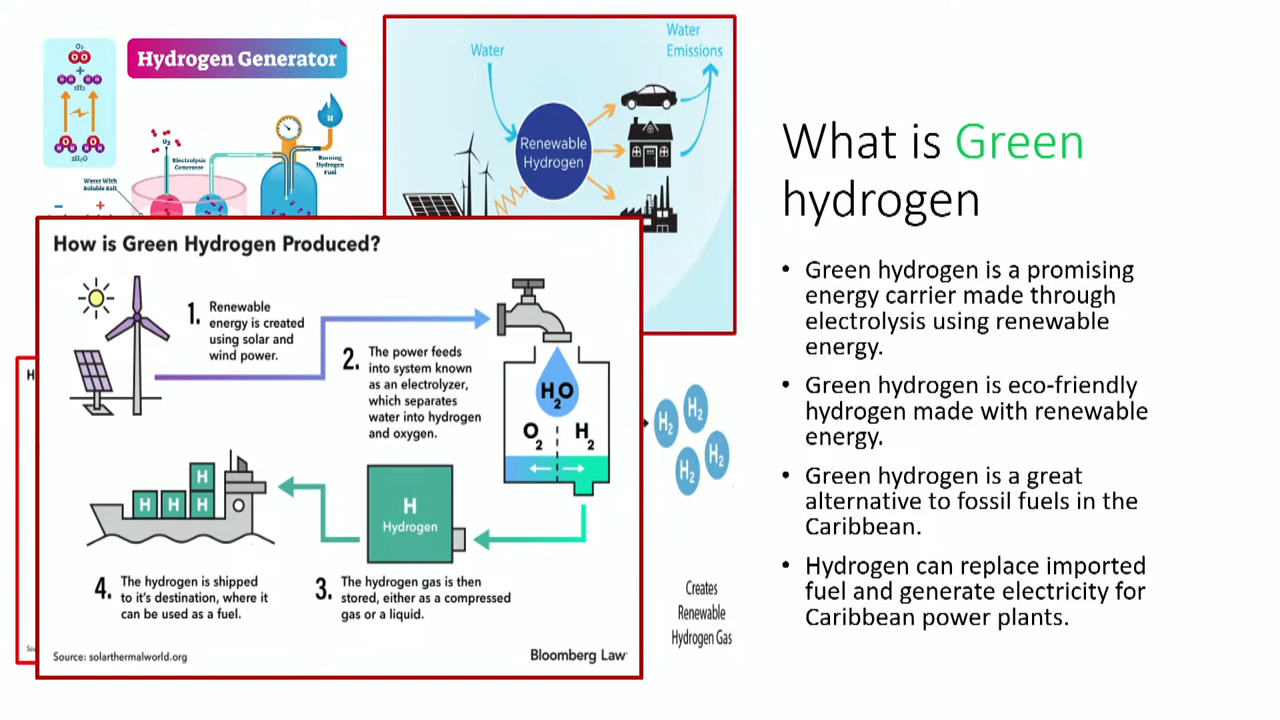 O₂
+
2H₂
2H₂O
Hydrogen Generator
O₂
Electrolysis
Generator
H
Burning
Hydrogen
Fuel
Water With
Soluble Salt
−
+
Water
Water
Emissions
Renewable
Hydrogen
How is Green Hydrogen Produced?
1. Renewable
energy is created
using solar and
wind power.
2. The power feeds
into system known
as an electrolyzer,
which separates
water into hydrogen
and oxygen.
H₂O
O₂
H₂
H
H H H
H
Hydrogen
4. The hydrogen is shipped
to it's destination, where it
can be used as a fuel.
3. The hydrogen gas is then
stored, either as a compressed
gas or a liquid.
Source: solarthermalworld.org
Bloomberg Law
H
H₂
H₂
H₂
H₂
Creates
Renewable
Hydrogen Gas
What is Green
hydrogen
• Green hydrogen is a promising
energy carrier made through
electrolysis using renewable
energy.
• Green hydrogen is eco-friendly
hydrogen made with renewable
energy.
• Green hydrogen is a great
alternative to fossil fuels in the
Caribbean.
• Hydrogen can replace imported
fuel and generate electricity for
Caribbean power plants.